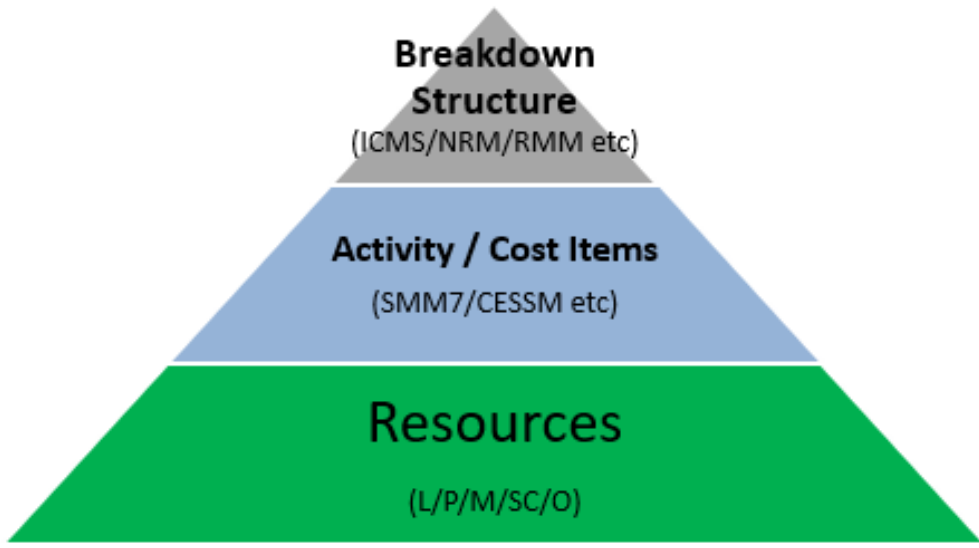 Breakdown
Structure
(ICMS/NRM/RMM etc)
Activity / Cost Items
(SMM7/CESSM etc)
Resources
(L/P/M/SC/O)